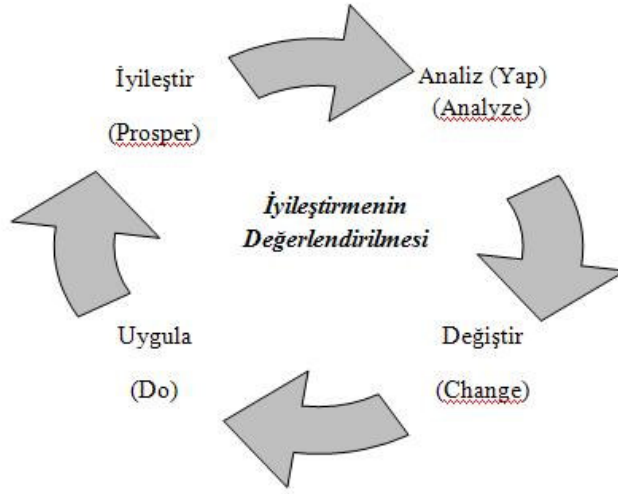 İyileştir
(Prosper)
Analiz (Yap)
(Analyze)
İyileştirmenin
Değerlendirilmesi
Uygula
(Do)
Değiştir
(Change)